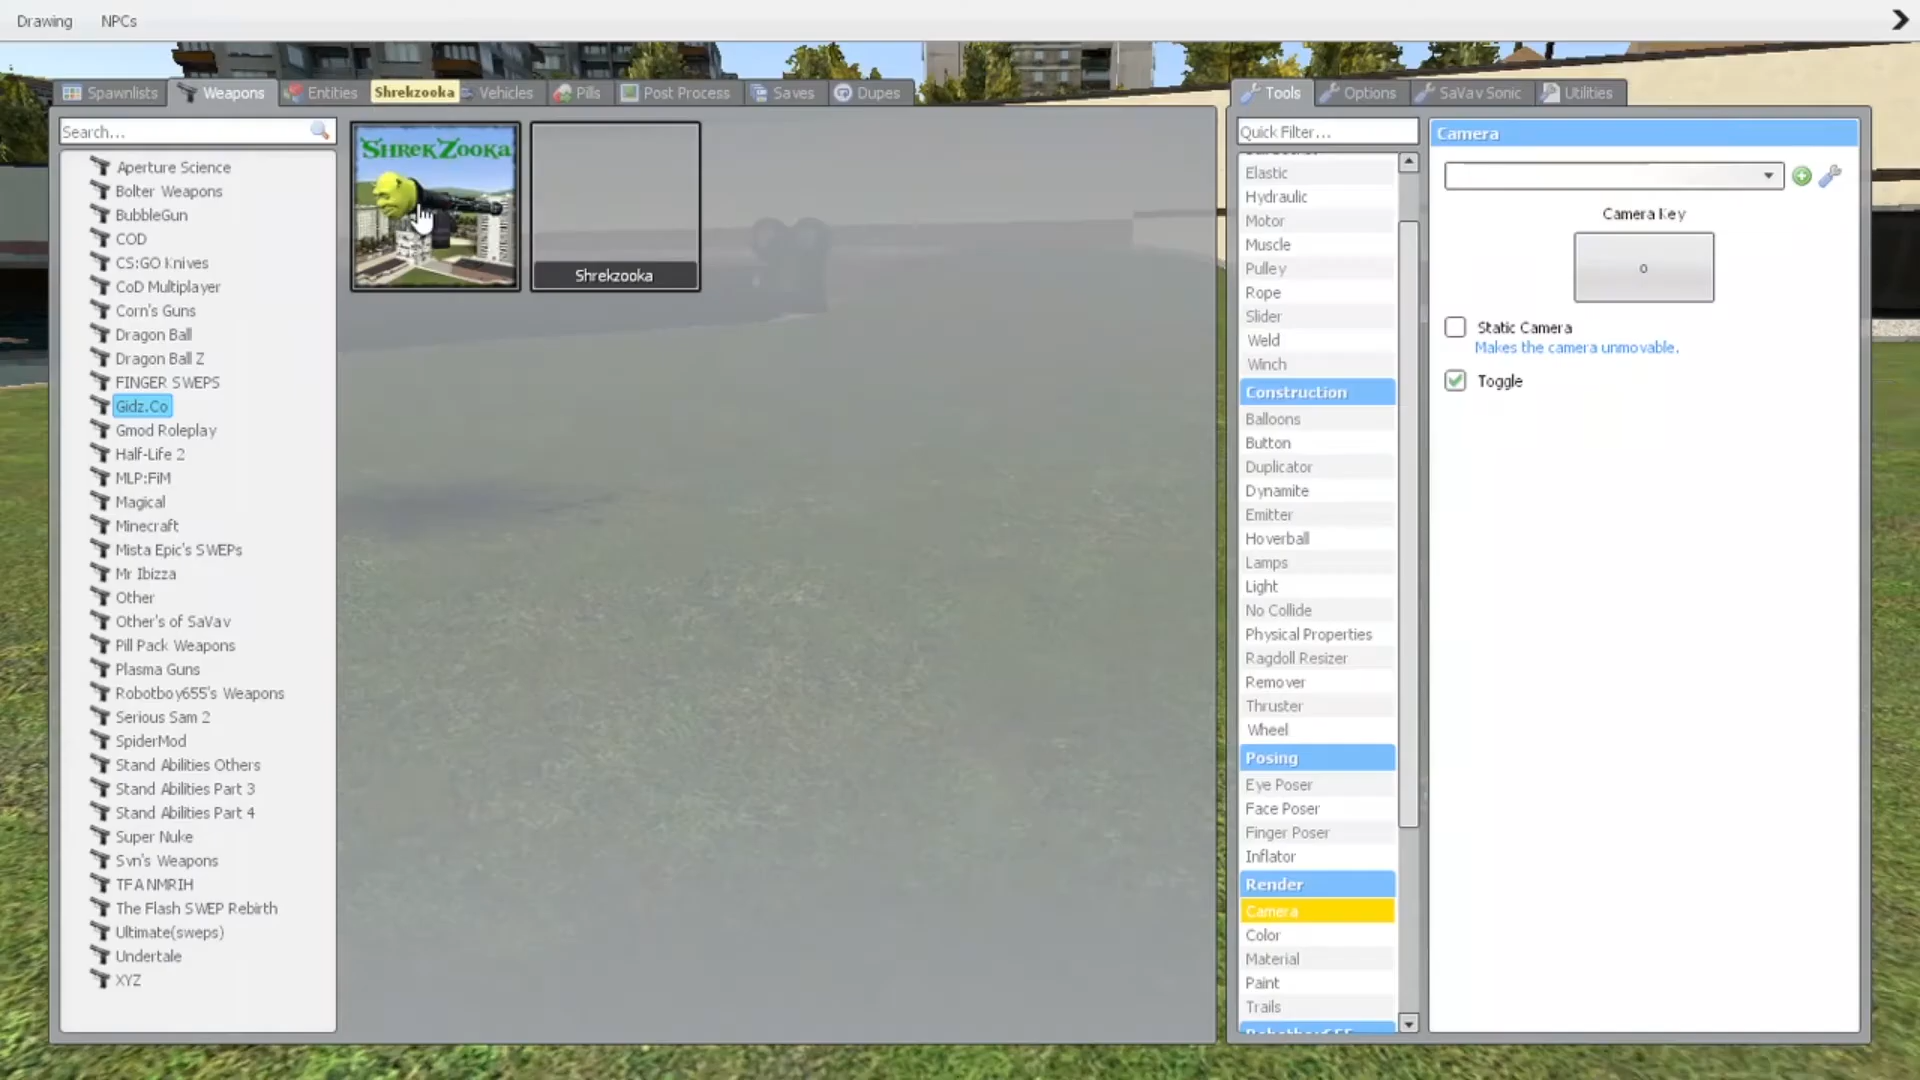 Drawing NPCs
Spawnlists Weapons Entities Shrekzooka Vehicles Pills Post Process Saves Dupes
Search...
Aperture Science
Bolter Weapons
BubbleGun
COD
CS:GO Knives
CoD Multiplayer
Corn's Guns
Dragon Ball
Dragon Ball Z
FINGER SWEPS
Gidz.Co
Gmod Roleplay
Half-Life 2
MLP:FiM
Magical
Minecraft
Mista Epic's SWEPs
Mr Ibizza
Other
Other's of SaVav
Pill Pack Weapons
Plasma Guns
Robotboy655's Weapons
Serious Sam 2
SpiderMod
Stand Abilities Others
Stand Abilities Part 3
Stand Abilities Part 4
Super Nuke
Svn's Weapons
TFA NMRIH
The Flash SWEP Rebirth
Ultimate(sweps)
Undertale
XYZ
SHREKZOOKA
Shrekzooka
Tools Options SaVav Sonic Utilities
Quick Filter...
Elastic
Hydraulic
Motor
Muscle
Pulley
Rope
Slider
Weld
Winch
Construction
Balloons
Button
Duplicator
Dynamite
Emitter
Hoverball
Lamps
Light
No Collide
Physical Properties
Ragdoll Resizer
Remover
Thruster
Wheel
Posing
Eye Poser
Face Poser
Finger Poser
Inflator
Render
Camera
Color
Material
Paint
Trails
Camera
Camera Key
0
Static Camera
Makes the camera unmovable.
Toggle